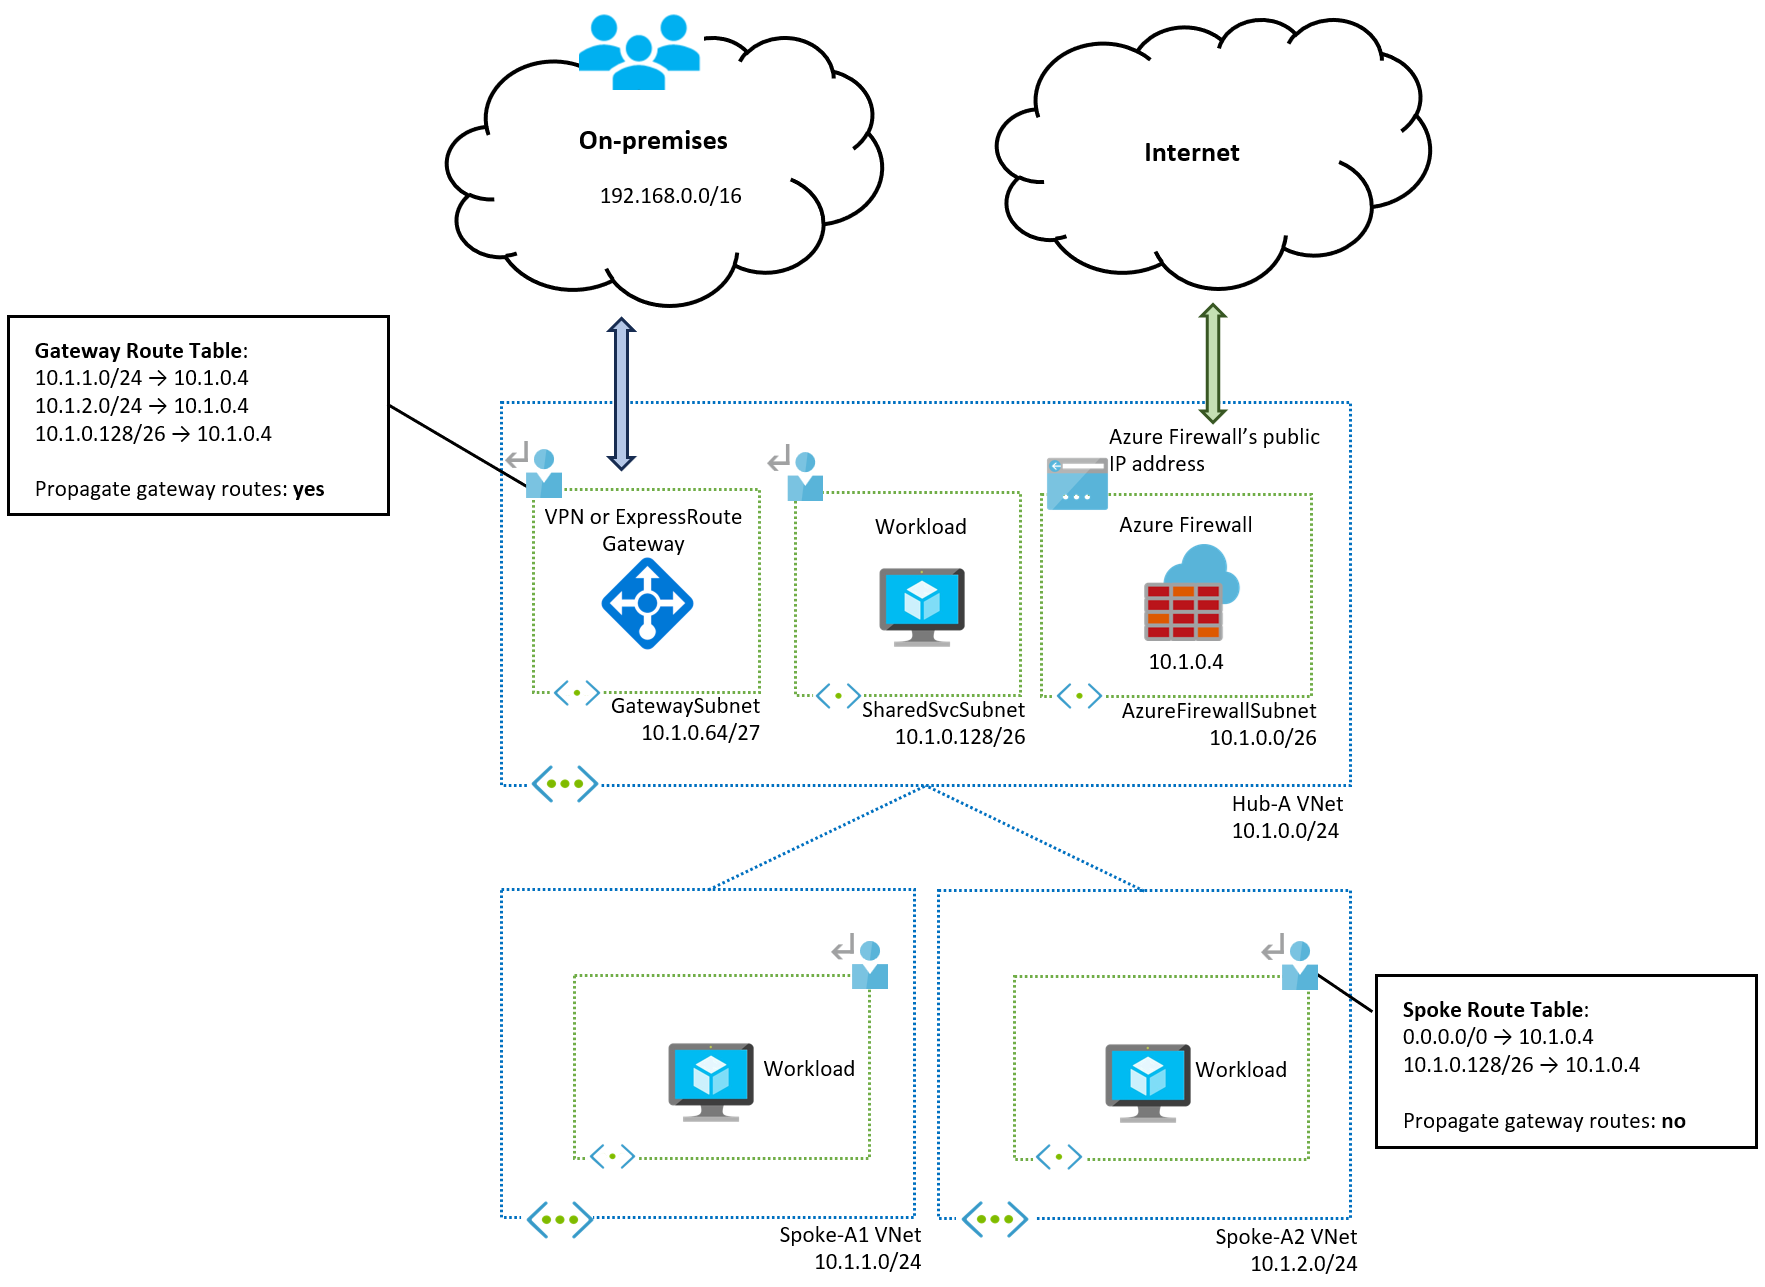 On-premises
192.168.0.0/16
Internet
Gateway Route Table:
10.1.1.0/24 → 10.1.0.4
10.1.2.0/24 → 10.1.0.4
10.1.0.128/26 → 10.1.0.4
Propagate gateway routes: yes
Azure Firewall’s public
IP address
VPN or ExpressRoute
Gateway
Workload
Azure Firewall
10.1.0.4
GatewaySubnet
10.1.0.64/27
SharedSvcSubnet
10.1.0.128/26
AzureFirewallSubnet
10.1.0.0/26
Hub-A VNet
10.1.0.0/24
Workload
Workload
Spoke Route Table:
0.0.0.0/0 → 10.1.0.4
10.1.0.128/26 → 10.1.0.4
Propagate gateway routes: no
Spoke-A1 VNet
10.1.1.0/24
Spoke-A2 VNet
10.1.2.0/24